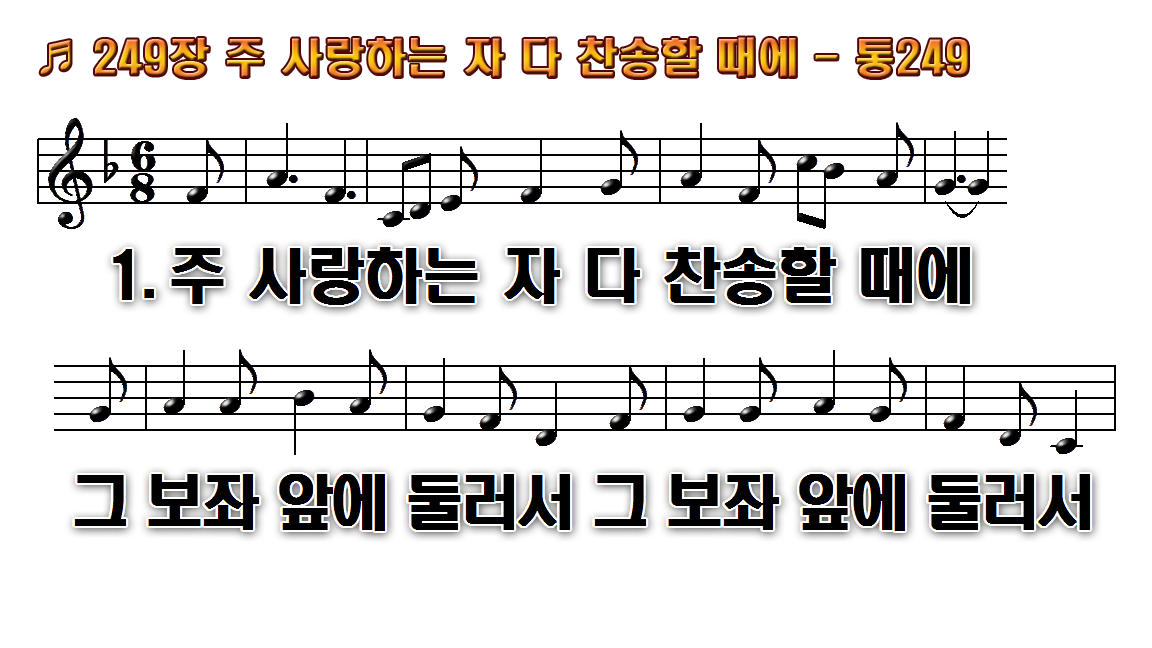 ♬ 249장 주 사랑하는 자 다 찬송할 때에 - 통249
6
8
1. 주 사랑하는 자 다 찬송할 때에
그 보좌 앞에 둘러서 그 보좌 앞에 둘러서